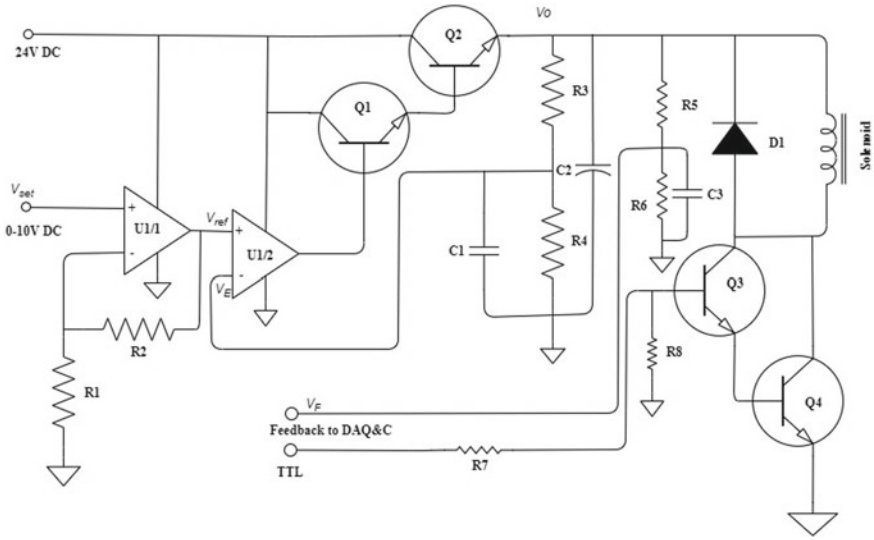 Vo
Q2
24V DC
Q1
R3
R5
D1
Solenoid
C2
Vset
0-10V DC
+
-
U1/1
Vref
+
-
U1/2
VE
R6
C3
C1
R4
Q3
R2
R8
R1
Q4
VF
Feedback to DAQ&C
TTL
R7